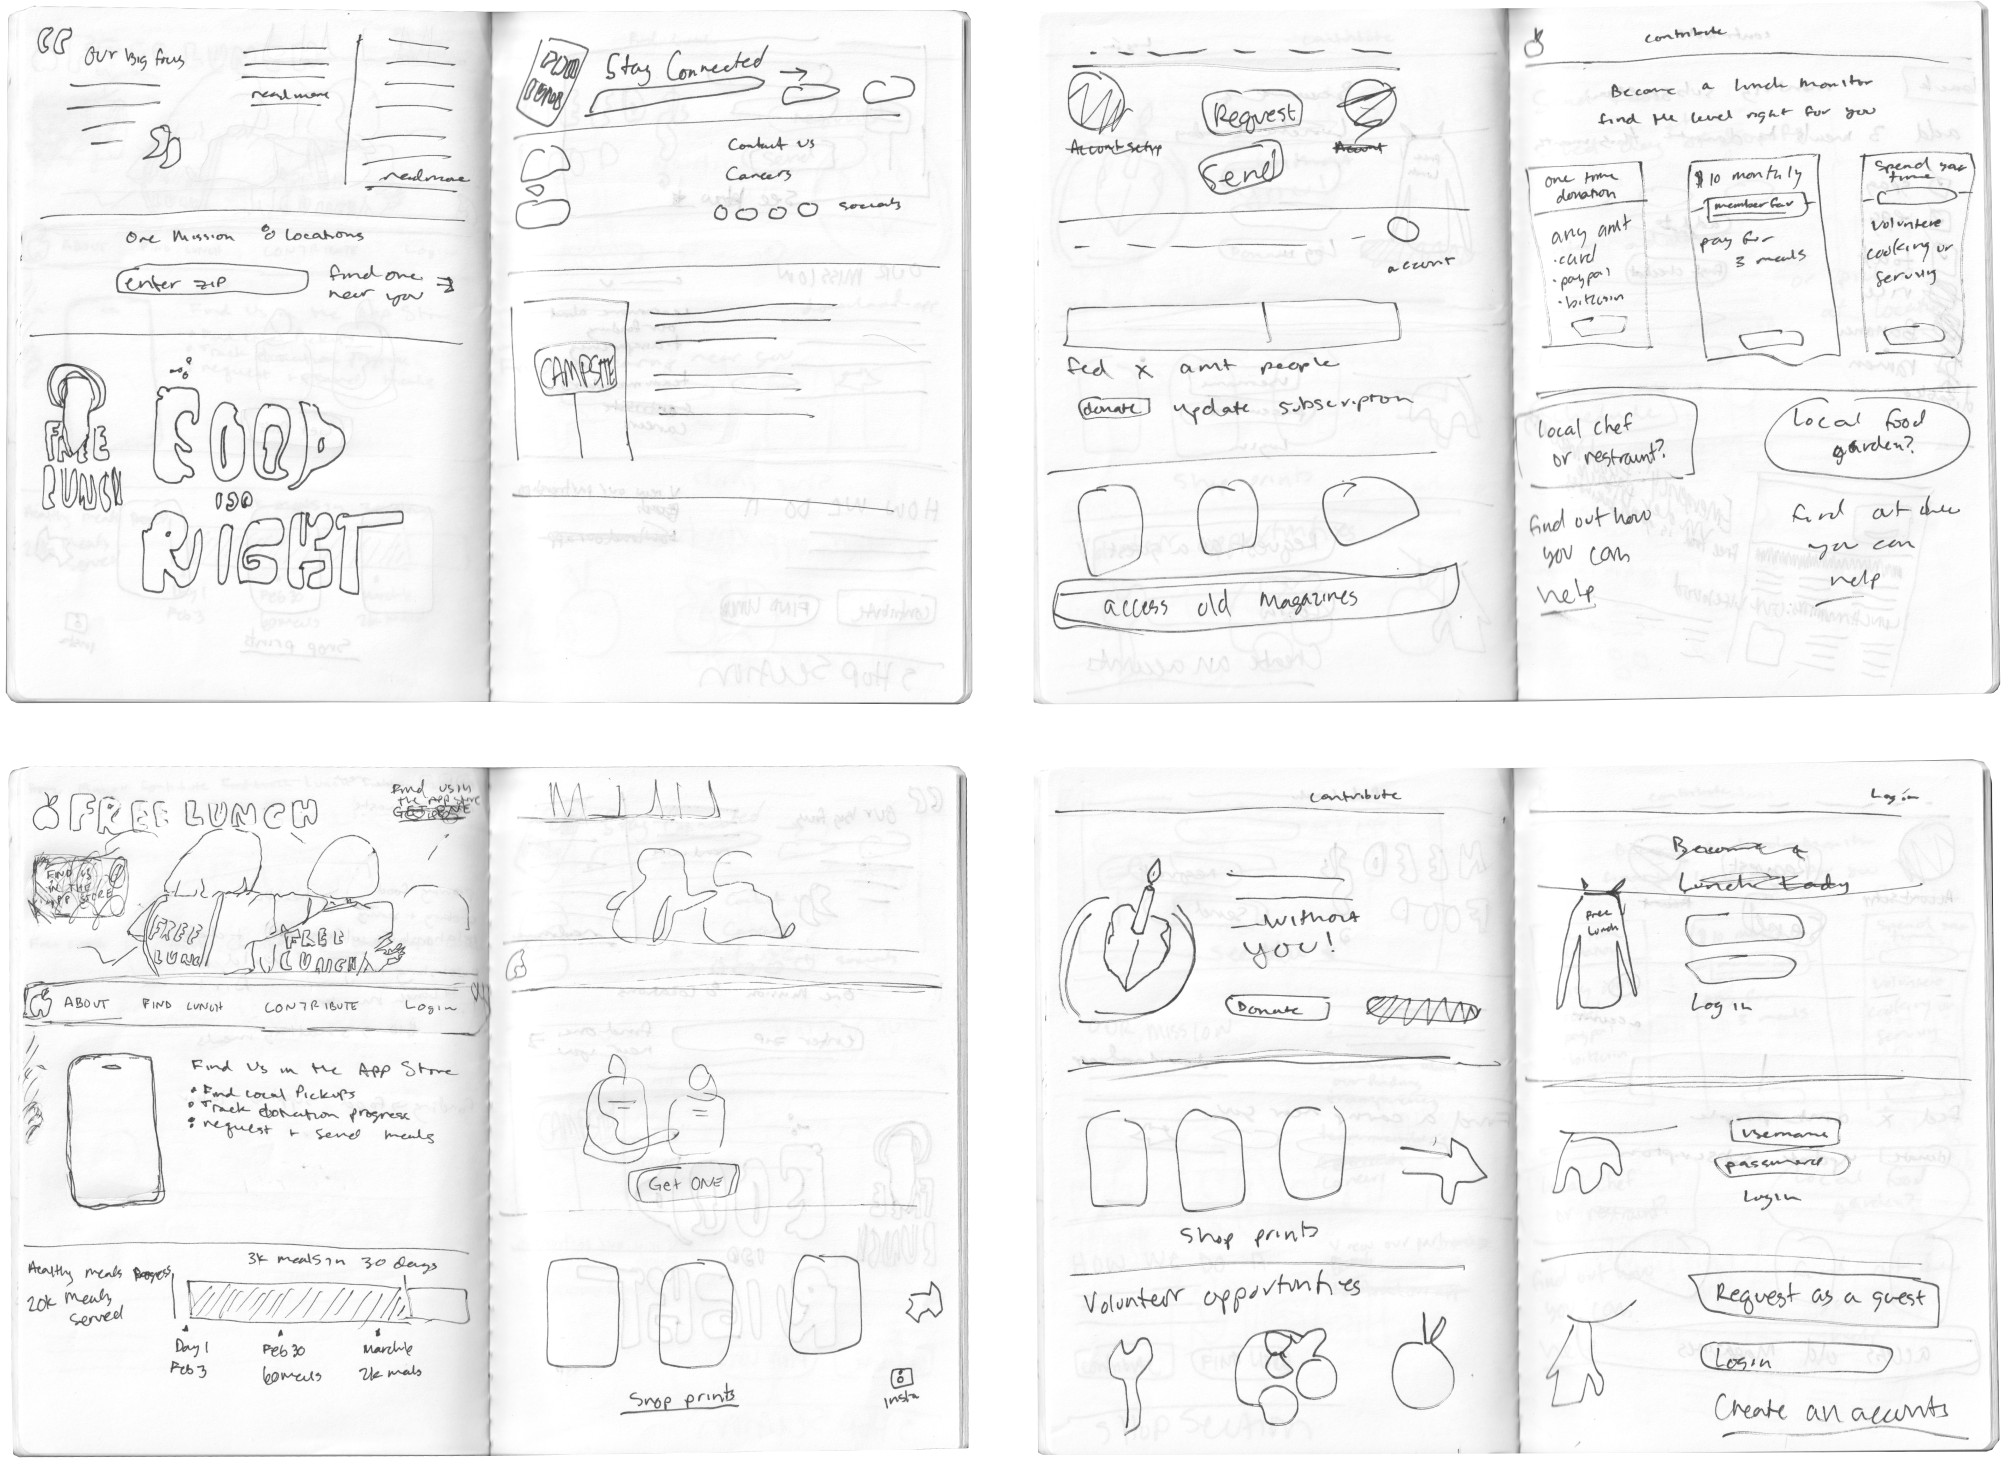 Our big focus
read more
read more
One Mission 8 locations
enter zip
find one
near you
FREE
LUNCH
FOOD
IS A
RIGHT
FOOD
Stay Connected
Contact us
Careers
socials
CAMPSITE
Request
Send
Account setup
Account
account
fed x amt people
donate update subscription
access old Magazines
contribute
Become a lunch monitor
find the level right for you
one time
donation
any amt
• card
• paypal
• bitcoin
$10 monthly
member fav
pay for
3 meals
Spend your
time
Voluntere
cooking or
serving
Local chef
or restraunt?
find out how
you can
help
Local food
garden?
find out how
you can
help
FREE LUNCH
Find us in
the App Store
FIND US
IN THE
APP STORE
FREE
LUNC
FREE
LUNCH
ABOUT FIND LUNCH CONTRIBUTE Login
Find Us in the App Store
• Find Local Pickups
• Track donation progress
• request + send meals
3k meals in 30 days
Healthy meals Progress
20k meals
served
Day 1
Feb 3
Feb 30
60 meals
2k meals
Get ONE
Shop prints
insta
contribute
without
you!
Donate
Shop prints
Volunteer opportunities
Log in
Become a
Lunch Lady
Free
Lunch
Log in
username
password
Login
Request as a guest
Login
Create an acounts